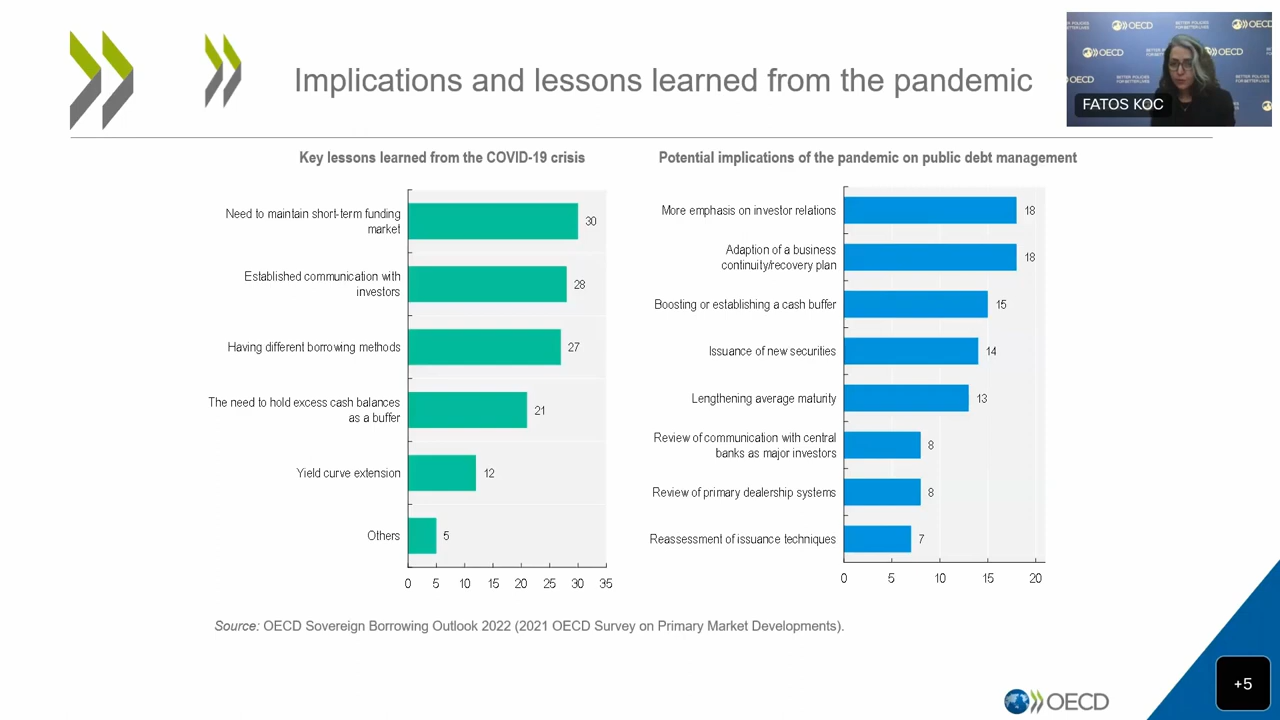 Implications and lessons learned from the pandemic
OECD
BETTER POLICIES
FOR BETTER LIVES
FATOS KOC
Key lessons learned from the COVID-19 crisis
Need to maintain short-term funding
market
30
Established communication with
investors
28
Having different borrowing methods
27
The need to hold excess cash balances
as a buffer
21
Yield curve extension
12
Others
5
0 5 10 15 20 25 30 35
Potential implications of the pandemic on public debt management
More emphasis on investor relations
18
Adaption of a business
continuity/recovery plan
18
Boosting or establishing a cash buffer
15
Issuance of new securities
14
Lengthening average maturity
13
Review of communication with central
banks as major investors
8
Review of primary dealership systems
8
Reassessment of issuance techniques
7
0 5 10 15 20
Source: OECD Sovereign Borrowing Outlook 2022 (2021 OECD Survey on Primary Market Developments).
+5
OECD